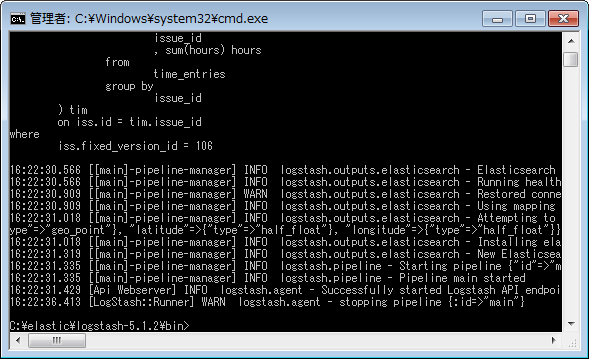 管理者: C:¥Windows¥system32¥cmd.exe
issue_id
, sum(hours) hours
from
time_entries
group by
issue_id
) tim
on iss.id = tim.issue_id
where
iss.fixed_version_id = 106
16:22:30.566 [[main]-pipeline-manager] INFO  logstash.outputs.elasticsearch - Elasticsearch
16:22:30.566 [[main]-pipeline-manager] INFO  logstash.outputs.elasticsearch - Running health
16:22:30.909 [[main]-pipeline-manager] WARN  logstash.outputs.elasticsearch - Restored conne
16:22:30.909 [[main]-pipeline-manager] INFO  logstash.outputs.elasticsearch - Using mapping
16:22:31.018 [[main]-pipeline-manager] INFO  logstash.outputs.elasticsearch - Attempting to
ype"=>"geo_point"}, "latitude"=>{"type"=>"half_float"}, "longitude"=>{"type"=>"half_float"}}
16:22:31.018 [[main]-pipeline-manager] INFO  logstash.outputs.elasticsearch - Installing ela
16:22:31.319 [[main]-pipeline-manager] INFO  logstash.outputs.elasticsearch - New Elasticsea
16:22:31.335 [[main]-pipeline-manager] INFO  logstash.pipeline - Starting pipeline {"id"=>"m
16:22:31.335 [[main]-pipeline-manager] INFO  logstash.pipeline - Pipeline main started
16:22:31.429 [Api Webserver] INFO  logstash.agent - Successfully started Logstash API endpoi
16:22:36.413 [LogStash::Runner] WARN  logstash.agent - stopping pipeline {:id=>"main"}
C:¥elastic¥logstash-5.1.2¥bin>